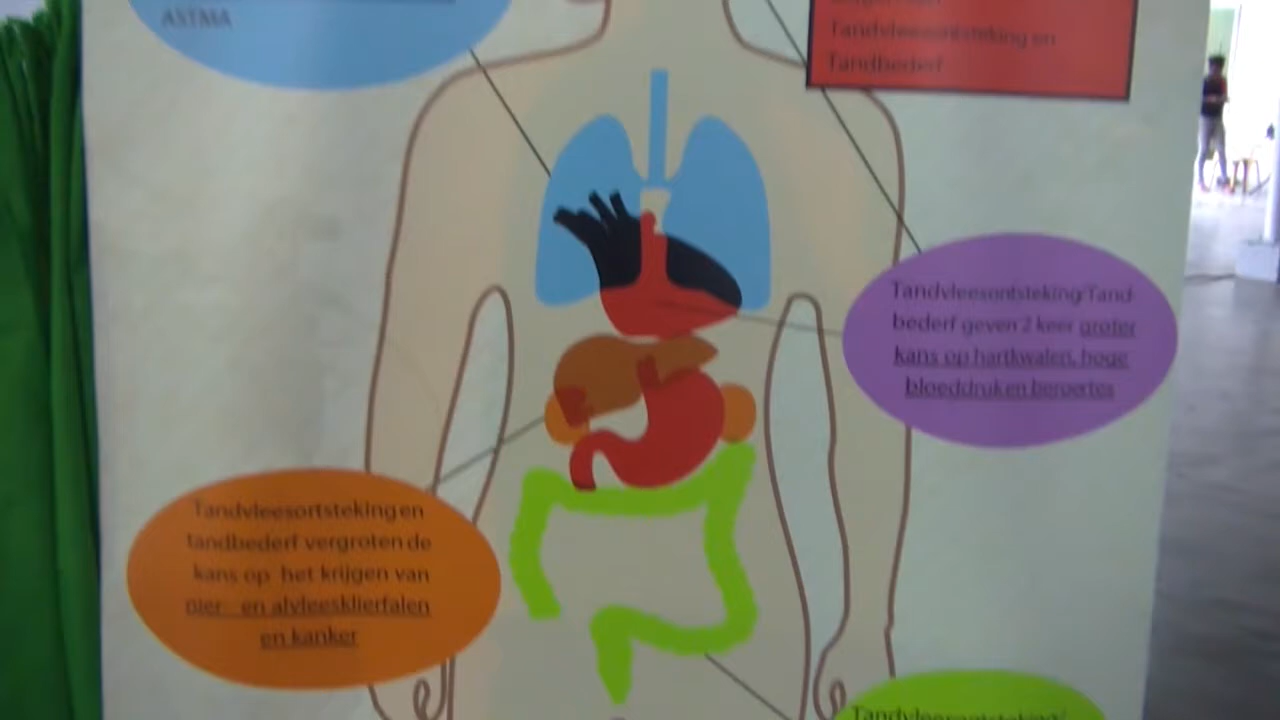 ASTMA
Tandvleesontsteking en
Tandbederf
Tandvleesontsteking/Tand-
bederf geven 2 keer groter
kans op hartkwalen, hoge
bloeddruk en beroertes
Tandvleesortsteking en
tandbederf vergroten de
kans op het krijgen van
nier- en alvleesklierfalen
en kanker
Tandvleesontsteking/